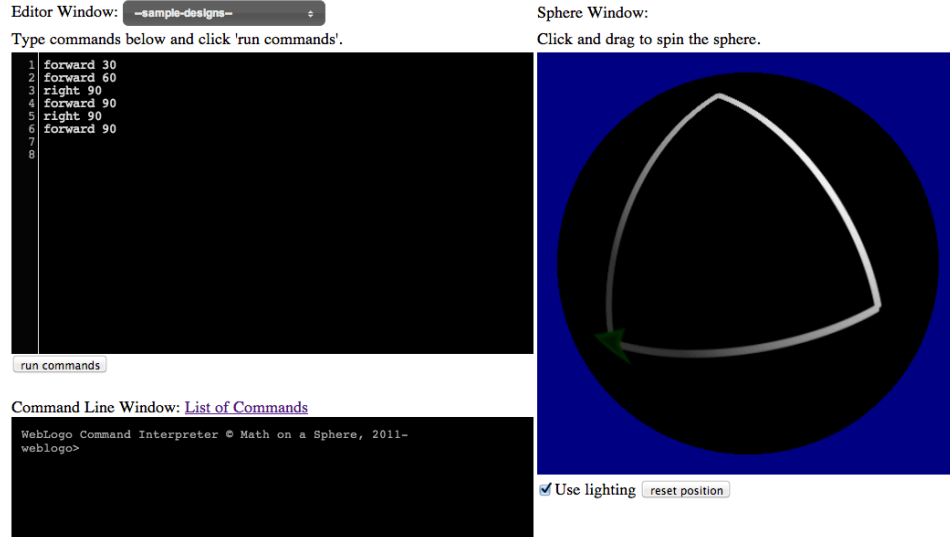 Editor Window: --sample-designs--
Type commands below and click 'run commands'.
1 forward 30
2 forward 60
3 right 90
4 forward 90
5 right 90
6 forward 90
7
8
run commands
Command Line Window: List of Commands
WebLogo Command Interpreter © Math on a Sphere, 2011-
weblogo>
Sphere Window:
Click and drag to spin the sphere.
Use lighting reset position